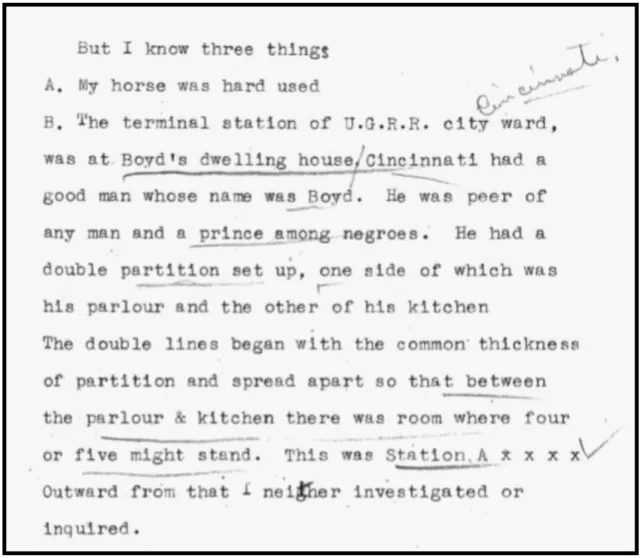 But I know three things
Cincinnati.
A. My horse was hard used
B. The terminal station of U.G.R.R. city ward,
was at Boyd's dwelling house/Cincinnati had a
good man whose name was Boyd. He was peer of
any man and a prince among negroes. He had a
double partition set up, one side of which was
his parlour and the other of his kitchen
The double lines began with the common thickness
of partition and spread apart so that between
the parlour & kitchen there was room where four
or five might stand. This was Station A x x x x
Outward from that I neither investigated or
inquired.